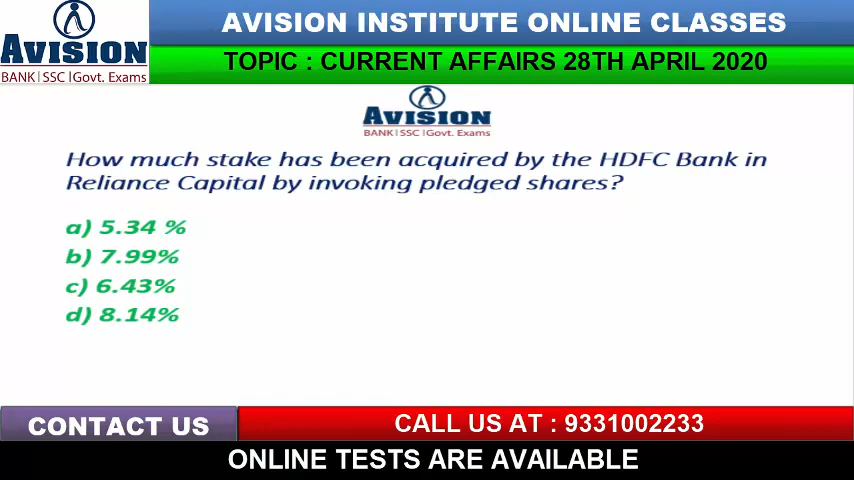 AVISION INSTITUTE ONLINE CLASSES
AVISION
BANK|SSC|Govt. Exams
TOPIC : CURRENT AFFAIRS 28TH APRIL 2020
AVISION
BANK|SSC|Govt. Exams
How much stake has been acquired by the HDFC Bank in
Reliance Capital by invoking pledged shares?
a) 5.34 %
b) 7.99%
c) 6.43%
d) 8.14%
CONTACT US
CALL US AT : 9331002233
ONLINE TESTS ARE AVAILABLE